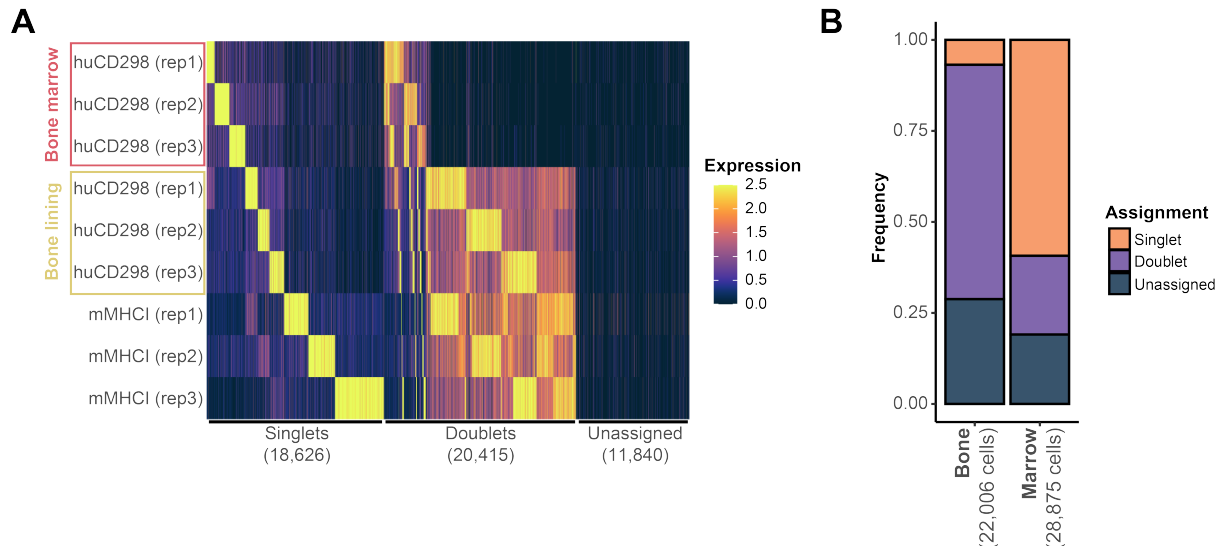 A
B
Bone marrow
huCD298 (rep1)
huCD298 (rep2)
huCD298 (rep3)
Bone lining
huCD298 (rep1)
huCD298 (rep2)
huCD298 (rep3)
mMHCI (rep1)
mMHCI (rep2)
mMHCI (rep3)
Singlets
(18,626)
Doublets
(20,415)
Unassigned
(11,840)
Expression
2.5
2.0
1.5
1.0
0.5
0.0
Frequency
1.00
0.75
0.50
0.25
0.00
Bone
(22,006 cells)
Marrow
(28,875 cells)
Assignment
Singlet
Doublet
Unassigned